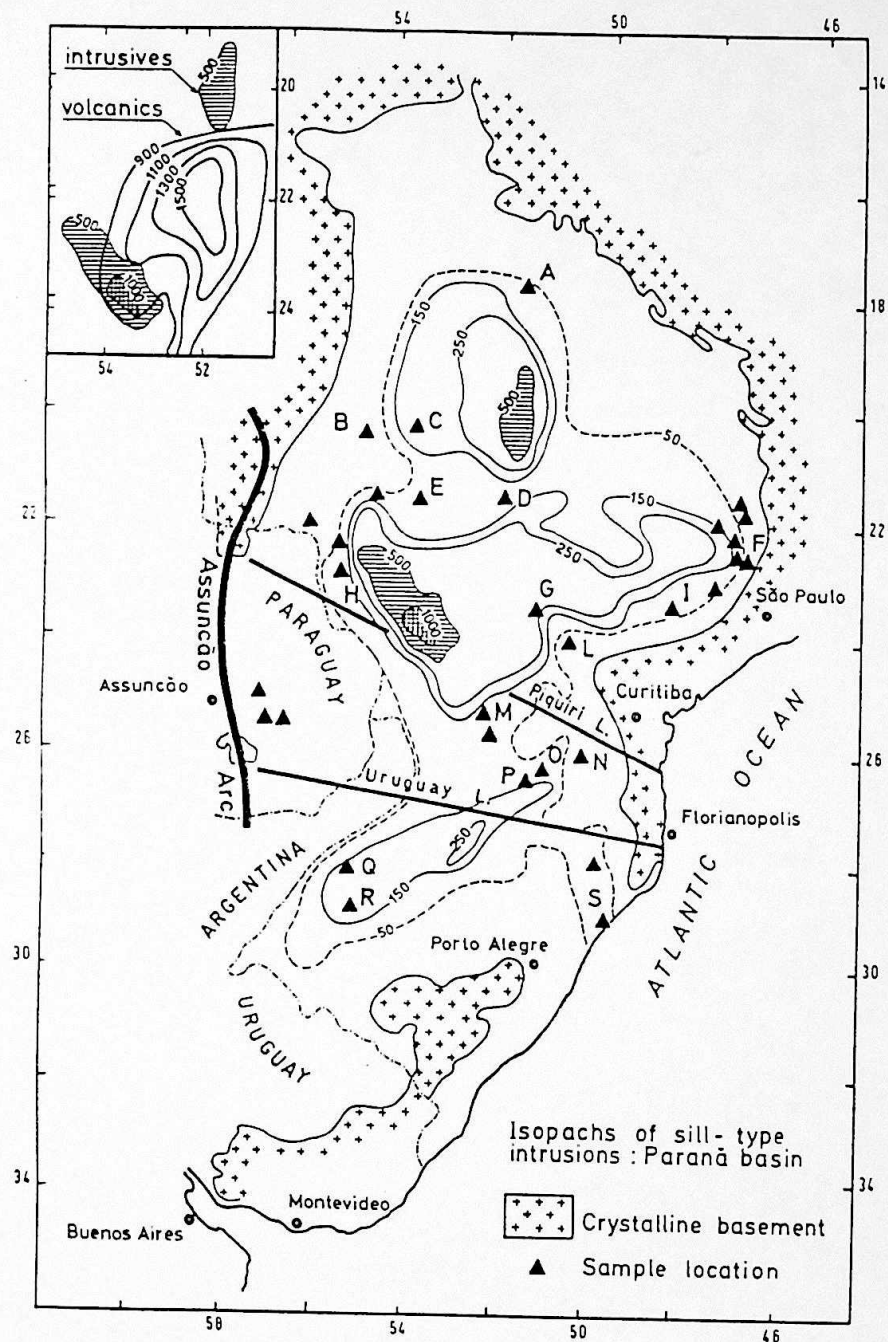 54
50
46
intrusives
500
volcanics
900
1100
1300
1500
500
1000
20
22
24
54
52
14
18
22
26
30
34
22
26
30
34
A
150
250
500
B
C
50
E
D
150
250
F
500
1000
G
H
I
São Paulo
L
PARAGUAY
Assuncão
Arc
Assuncão
M
Piquiri L.
Curitiba
N
O
P
Uruguay L.
Florianopolis
ATLANTIC
OCEAN
ARGENTINA
250
Q
R
150
50
S
Porto Alegre
URUGUAY
Isopachs of sill-type
intrusions : Paranã basin
Crystalline basement
Sample location
Montevideo
Buenos Aires
58
54
50
46